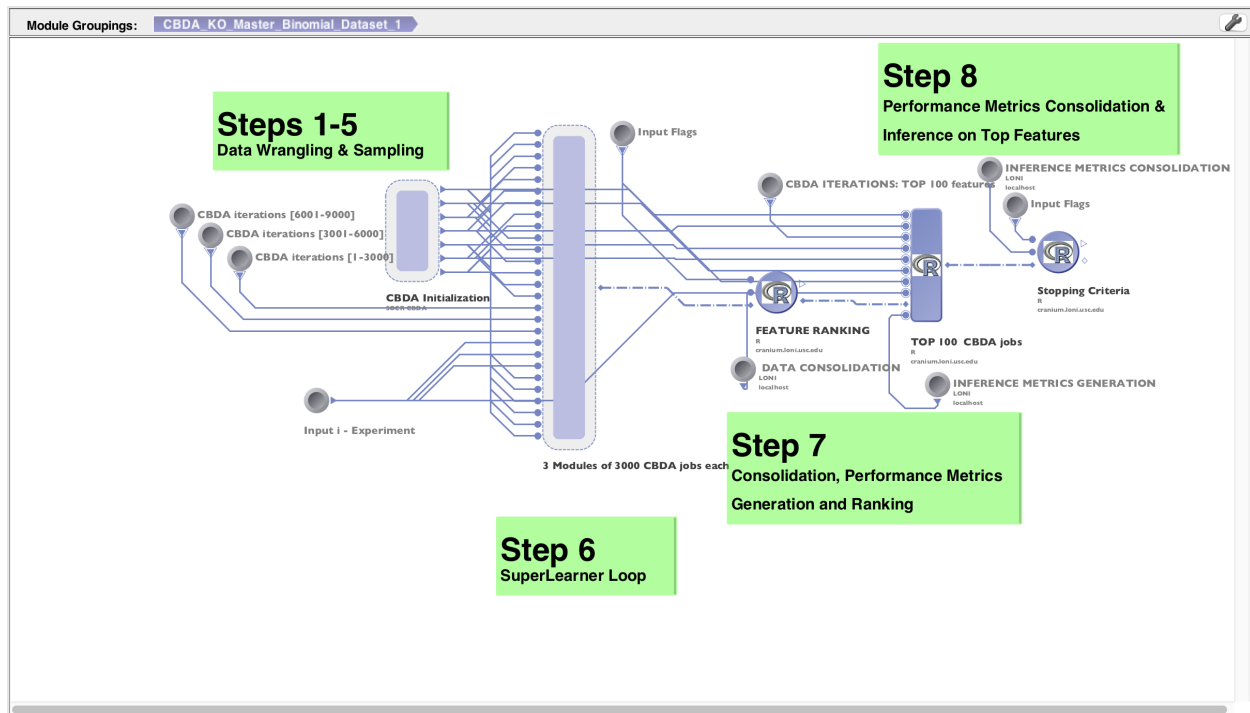 Module Groupings:
CBDA_KO_Master_Binomial_Dataset_1
Step 8
Performance Metrics Consolidation &
Inference on Top Features
Steps 1-5
Data Wrangling & Sampling
Input Flags
INFERENCE METRICS CONSOLIDATION
LONI
localhost
CBDA ITERATIONS: TOP 100 features
Input Flags
CBDA iterations [6001-9000]
CBDA iterations [3001-6000]
CBDA iterations [1-3000]
CBDA Initialization
SOCR CBDA
R
Stopping Criteria
R
cranium.loni.usc.edu
R
FEATURE RANKING
R
cranium.loni.usc.edu
R
TOP 100 CBDA jobs
R
cranium.loni.usc.edu
DATA CONSOLIDATION
LONI
localhost
INFERENCE METRICS GENERATION
LONI
localhost
Input i - Experiment
3 Modules of 3000 CBDA jobs each
Step 7
Consolidation, Performance Metrics
Generation and Ranking
Step 6
SuperLearner Loop